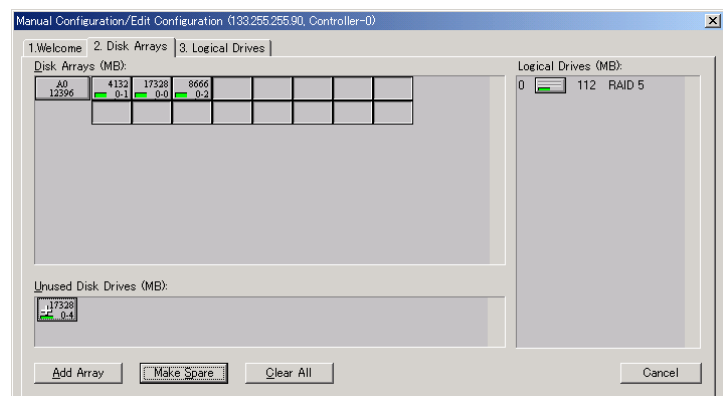 Manual Configuration/Edit Configuration (133.255.255.90, Controller-0)
1.Welcome 2. Disk Arrays 3. Logical Drives
Disk Arrays (MB):
Logical Drives (MB):
A0 4132 17328 8666
12396 0-1 0-0 0-2
0 112 RAID 5
Unused Disk Drives (MB):
17328
0-4
Add Array Make Spare Clear All Cancel